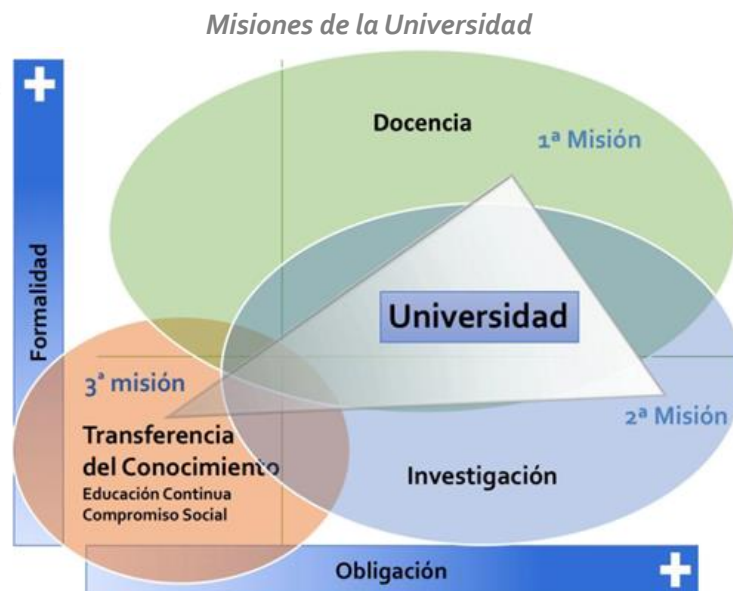 Misiones de la Universidad
+
Docencia
1ª Misión
Formalidad
Universidad
3ª misión
2ª Misión
Transferencia
del Conocimiento
Educación Continua
Compromiso Social
Investigación
Obligación
+